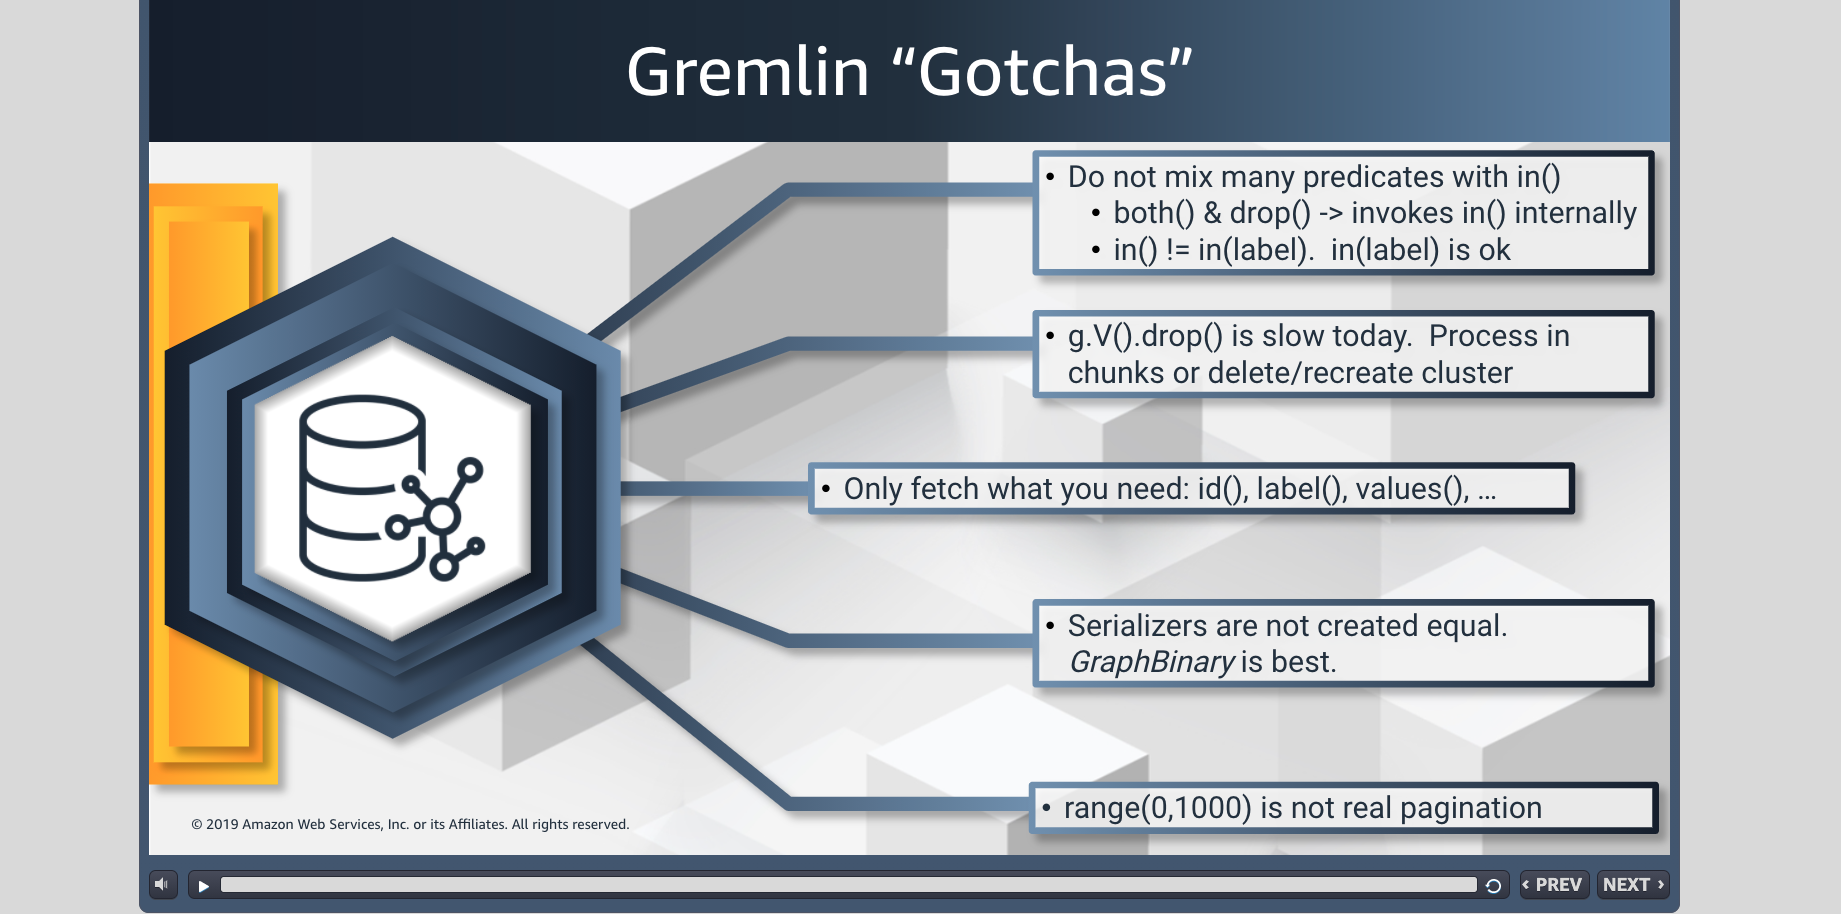 Gremlin “Gotchas”
• Do not mix many predicates with in()
• both() & drop() -> invokes in() internally
• in() != in(label).  in(label) is ok
• g.V().drop() is slow today.  Process in
chunks or delete/recreate cluster
• Only fetch what you need: id(), label(), values(), …
• Serializers are not created equal.
GraphBinary is best.
• range(0,1000) is not real pagination
© 2019 Amazon Web Services, Inc. or its Affiliates. All rights reserved.
‹ PREV
NEXT ›